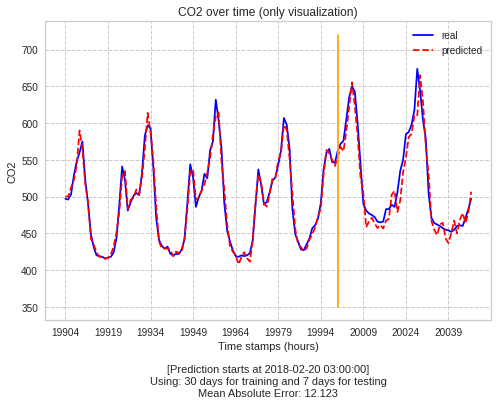 CO2 over time (only visualization)
real
predicted
700
650
600
550
500
450
400
350
CO2
19904 19919 19934 19949 19964 19979 19994 20009 20024 20039
Time stamps (hours)
[Prediction starts at 2018-02-20 03:00:00]
Using: 30 days for training and 7 days for testing
Mean Absolute Error: 12.123